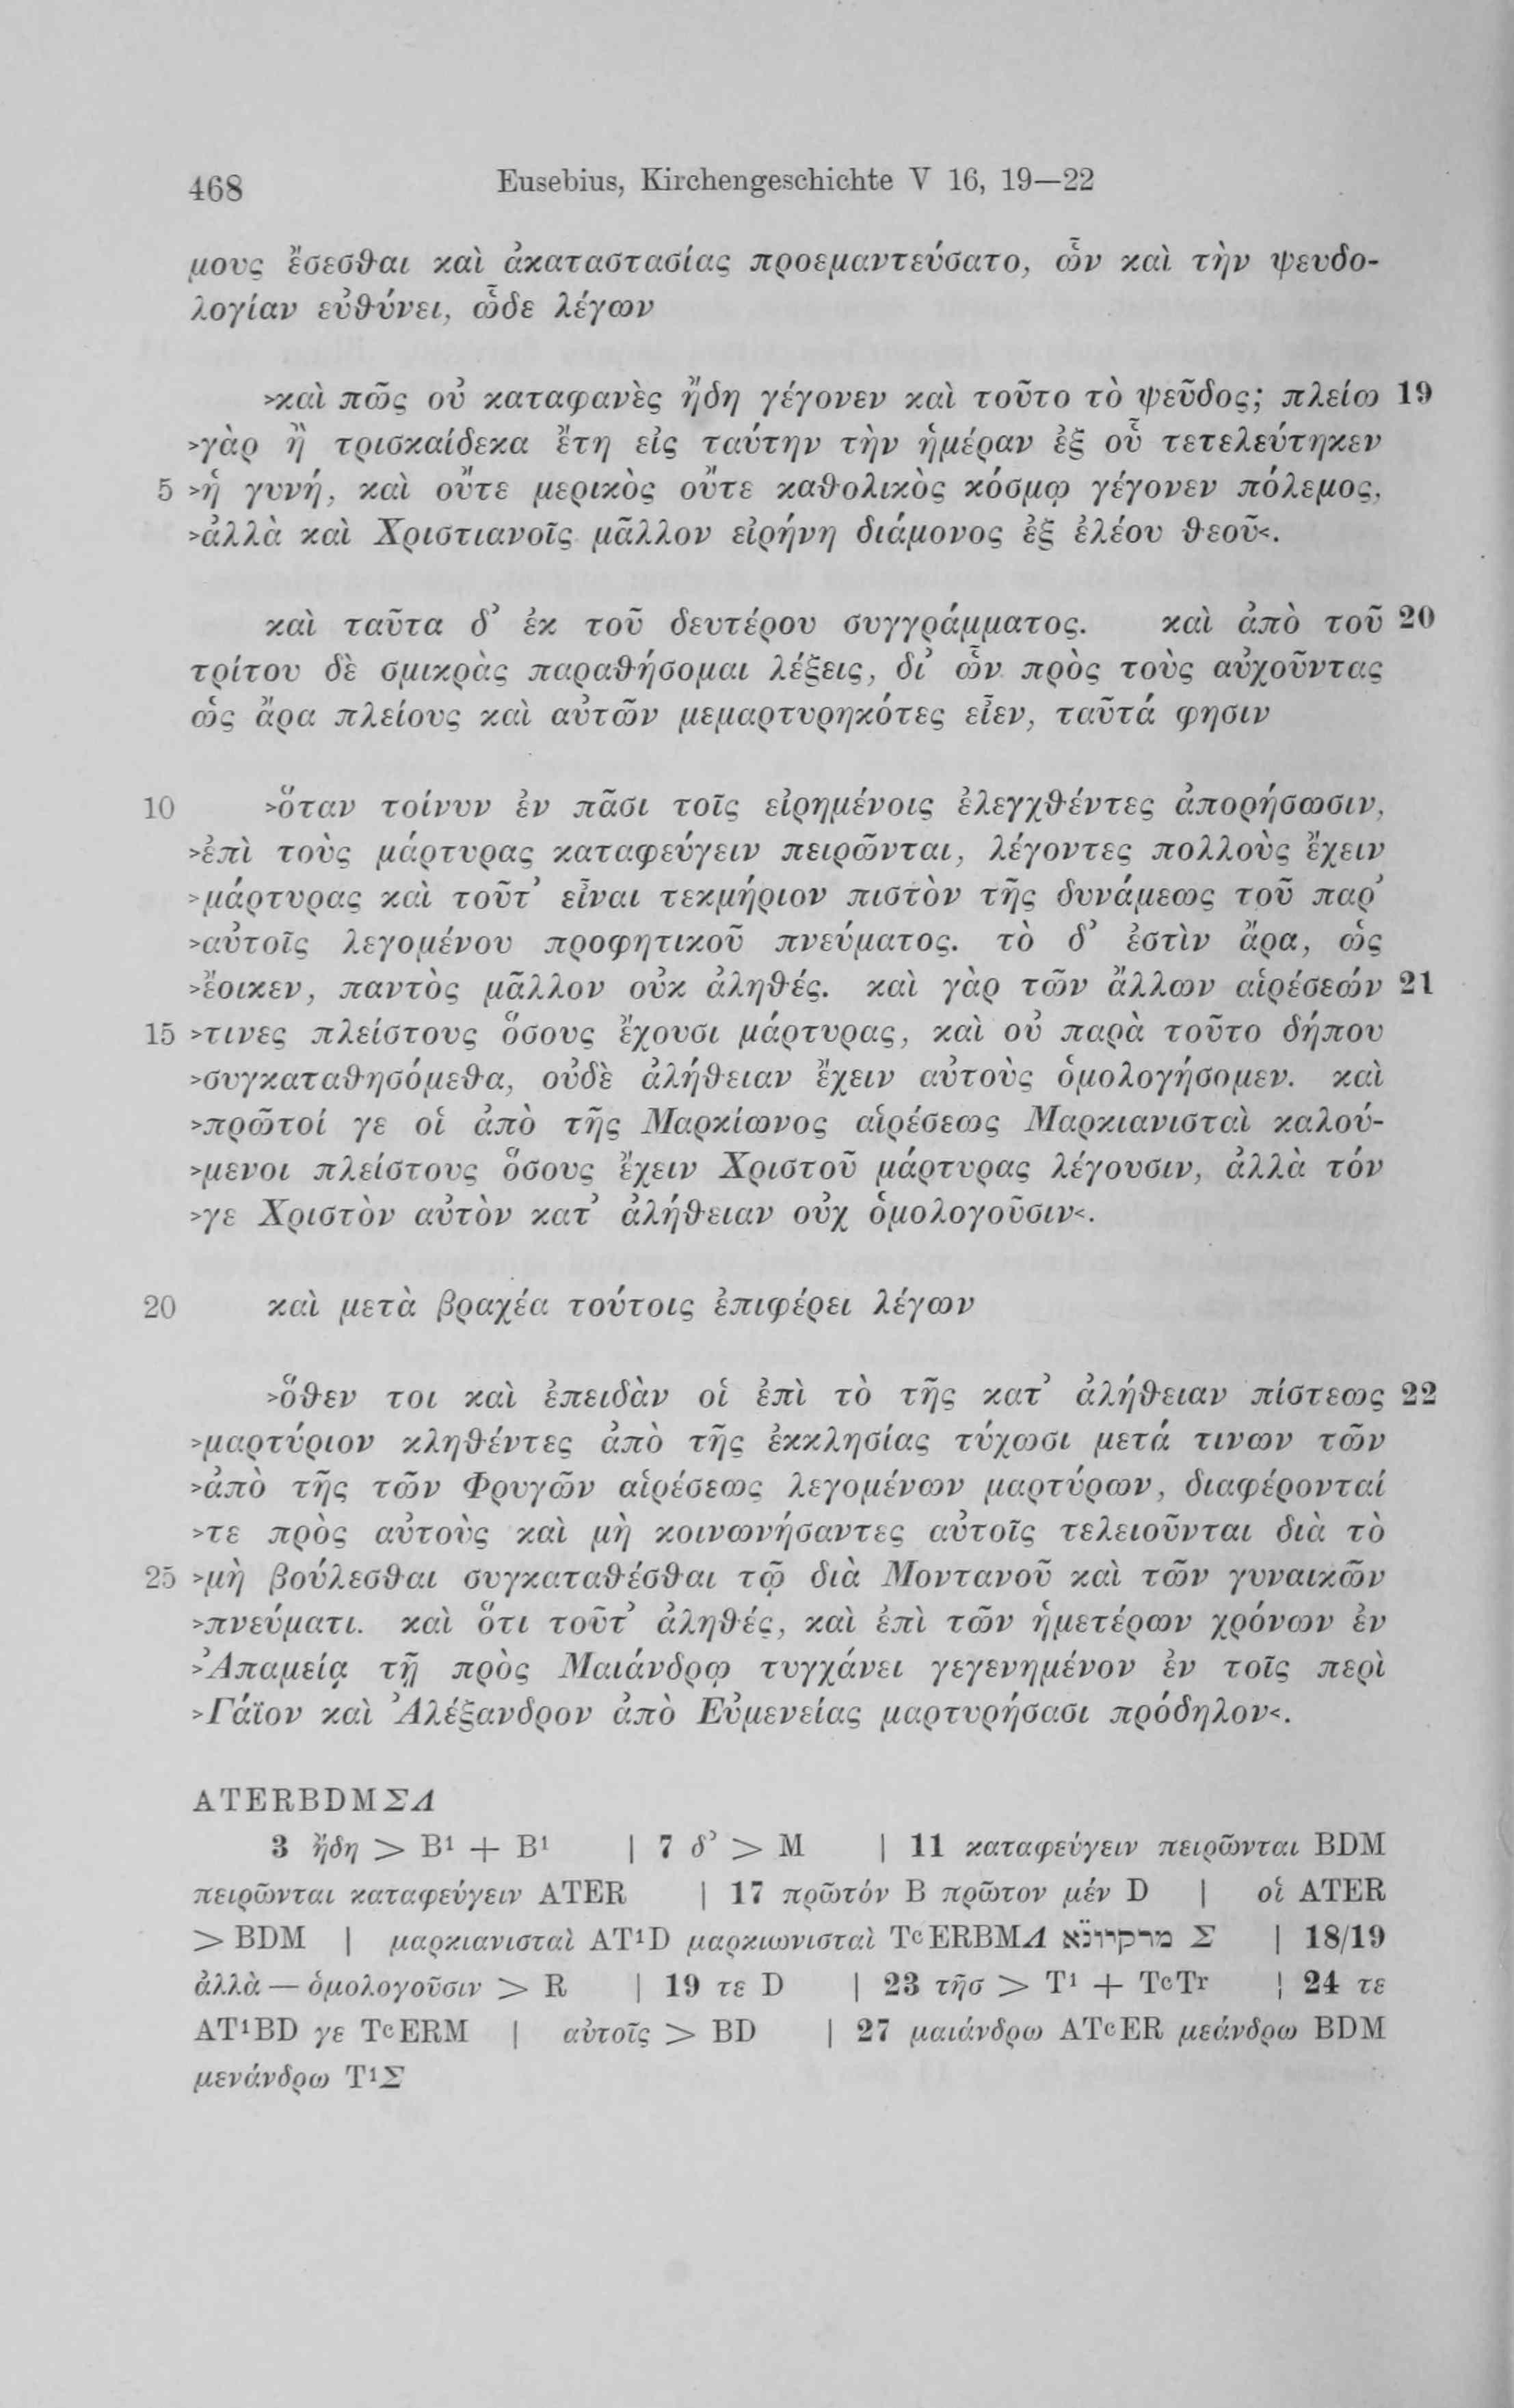 468 Eusebius, Kirchengeschichte V 16, 19—22
μους ἔσεσθαι καὶ ἀκαταστασίας προεμαντεύσατο, ὧν καὶ τὴν ψευδο-
λογίαν εὐθύνει, ὧδε λέγων
>καὶ πῶς οὐ καταφανὲς ἤδη γέγονεν καὶ τοῦτο τὸ ψεῦδος; πλείω 19
>γὰρ ἢ τρισκαίδεκα ἔτη εἰς ταύτην τὴν ἡμέραν ἐξ οὗ τετελεύτηκεν
5 >ἡ γυνή, καὶ οὔτε μερικὸς οὔτε καθολικὸς κόσμῳ γέγονεν πόλεμος,
>ἀλλὰ καὶ Χριστιανοῖς μᾶλλον εἰρήνη διάμονος ἐξ ἐλέου θεοῦ<.
καὶ ταῦτα δ’ ἐκ τοῦ δευτέρου συγγράμματος. καὶ ἀπὸ τοῦ 20
τρίτου δὲ σμικρὰς παραθήσομαι λέξεις, δι’ ὧν πρὸς τοὺς αὐχοῦντας
ὡς ἄρα πλείους καὶ αὐτῶν μεμαρτυρηκότες εἶεν, ταῦτά φησιν
10 >ὅταν τοίνυν ἐν πᾶσι τοῖς εἰρημένοις ἐλεγχθέντες ἀπορήσωσιν,
>ἐπὶ τοὺς μάρτυρας καταφεύγειν πειρῶνται, λέγοντες πολλοὺς ἔχειν
>μάρτυρας καὶ τοῦτ’ εἶναι τεκμήριον πιστὸν τῆς δυνάμεως τοῦ παρ’
>αὐτοῖς λεγομένου προφητικοῦ πνεύματος. τὸ δ’ ἐστὶν ἄρα, ὡς
>ἔοικεν, παντὸς μᾶλλον οὐκ ἀληθές. καὶ γὰρ τῶν ἄλλων αἱρέσεών 21
15 >τινες πλείστους ὅσους ἔχουσι μάρτυρας, καὶ οὐ παρὰ τοῦτο δήπου
>συγκαταθησόμεθα, οὐδὲ ἀλήθειαν ἔχειν αὐτοὺς ὁμολογήσομεν. καὶ
>πρῶτοί γε οἱ ἀπὸ τῆς Μαρκίωνος αἱρέσεως Μαρκιανισταὶ καλού-
>μενοι πλείστους ὅσους ἔχειν Χριστοῦ μάρτυρας λέγουσιν, ἀλλὰ τόν
>γε Χριστὸν αὐτὸν κατ’ ἀλήθειαν οὐχ ὁμολογοῦσιν<.
20 καὶ μετὰ βραχέα τούτοις ἐπιφέρει λέγων
>ὅθεν τοι καὶ ἐπειδὰν οἱ ἐπὶ τὸ τῆς κατ’ ἀλήθειαν πίστεως 22
>μαρτύριον κληθέντες ἀπὸ τῆς ἐκκλησίας τύχωσι μετά τινων τῶν
>ἀπὸ τῆς τῶν Φρυγῶν αἱρέσεως λεγομένων μαρτύρων, διαφέρονταί
>τε πρὸς αὐτοὺς καὶ μὴ κοινωνήσαντες αὐτοῖς τελειοῦνται διὰ τὸ
25 >μὴ βούλεσθαι συγκαταθέσθαι τῷ διὰ Μοντανοῦ καὶ τῶν γυναικῶν
>πνεύματι. καὶ ὅτι τοῦτ’ ἀληθές, καὶ ἐπὶ τῶν ἡμετέρων χρόνων ἐν
>Ἀπαμείᾳ τῇ πρὸς Μαιάνδρῳ τυγχάνει γεγενημένον ἐν τοῖς περὶ
>Γάϊον καὶ Ἀλέξανδρον ἀπὸ Εὐμενείας μαρτυρήσασι πρόδηλον<.
ATERBDMΣΛ
3 ἤδη > B¹ + B¹ | 7 δ’ > M | 11 καταφεύγειν πειρῶνται BDM
πειρῶνται καταφεύγειν ATER | 17 πρῶτόν B πρῶτον μέν D | οἱ ATER
> BDM | μαρκιανισταὶ AT¹D μαρκιωνισταὶ TᶜERBMΛ מרקיונא Σ | 18/19
ἀλλὰ — ὁμολογοῦσιν > R | 19 τε D | 23 τῆσ > T¹ + TᶜTʳ | 24 τε
AT¹BD γε TᶜERM | αὐτοῖς > BD | 27 μαιάνδρω ATᶜER μεάνδρω BDM
μενάνδρω T¹Σ